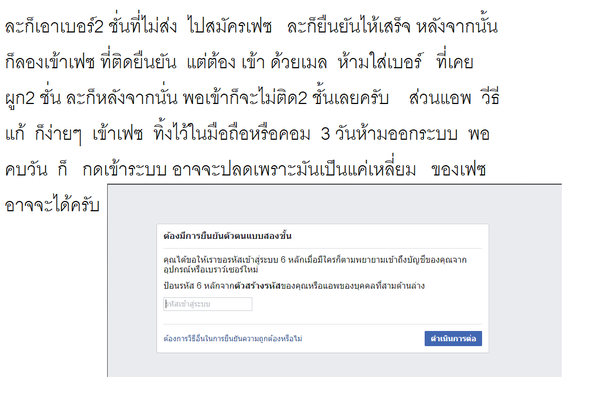 ละก็เอาเบอร์2 ชั่นที่ไม่ส่ง ไปสมัครเฟซ ละก็ยืนยันไห้เสร็จ หลังจากนั้น
ก็ลองเข้าเฟซ ที่ติดยืนยัน แต่ต้อง เข้า ด้วยเมล ห้ามใส่เบอร์ ที่เคย
ผูก2 ชั่น ละก็หลังจากนั่น พอเข้าก็จะไม่ติด2 ชั้นเลยครับ ส่วนแอพ วีธี
แก้ ก็ง่ายๆ เข้าเฟซ ทิ้งไว้ในมือถือหรือคอม 3 วันห้ามออกระบบ พอ
คบวัน ก็ กดเข้าระบบ อาจจะปลดเพราะมันเป็นแค่เหลี่ยม ของเฟซ
อาจจะได้ครับ
ต้องมีการยืนยันตัวตนแบบสองชั้น
คุณได้ขอให้เราขอรหัสเข้าสู่ระบบ 6 หลักเมื่อมีใครก็ตามพยายามเข้าถึงบัญชีของคุณจาก
อุปกรณ์หรือเบราว์เซอร์ใหม่
ป้อนรหัส 6 หลักจากตัวสร้างรหัสของคุณหรือแอพของบุคคลที่สามด้านล่าง
รหัสเข้าสู่ระบบ
ต้องการวิธีอื่นในการยืนยันความถูกต้องหรือไม่
ดำเนินการต่อ